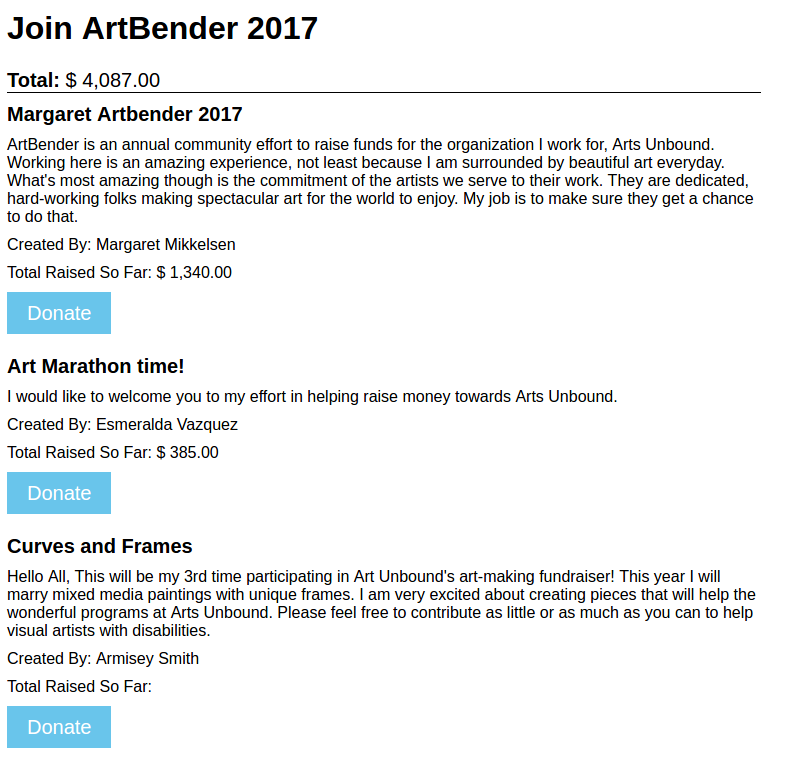 Join ArtBender 2017
Total: $ 4,087.00
Margaret Artbender 2017
ArtBender is an annual community effort to raise funds for the organization I work for, Arts Unbound.
Working here is an amazing experience, not least because I am surrounded by beautiful art everyday.
What's most amazing though is the commitment of the artists we serve to their work. They are dedicated,
hard-working folks making spectacular art for the world to enjoy. My job is to make sure they get a chance
to do that.
Created By: Margaret Mikkelsen
Total Raised So Far: $ 1,340.00
Donate
Art Marathon time!
I would like to welcome you to my effort in helping raise money towards Arts Unbound.
Created By: Esmeralda Vazquez
Total Raised So Far: $ 385.00
Donate
Curves and Frames
Hello All, This will be my 3rd time participating in Art Unbound's art-making fundraiser! This year I will
marry mixed media paintings with unique frames. I am very excited about creating pieces that will help the
wonderful programs at Arts Unbound. Please feel free to contribute as little or as much as you can to help
visual artists with disabilities.
Created By: Armisey Smith
Total Raised So Far:
Donate